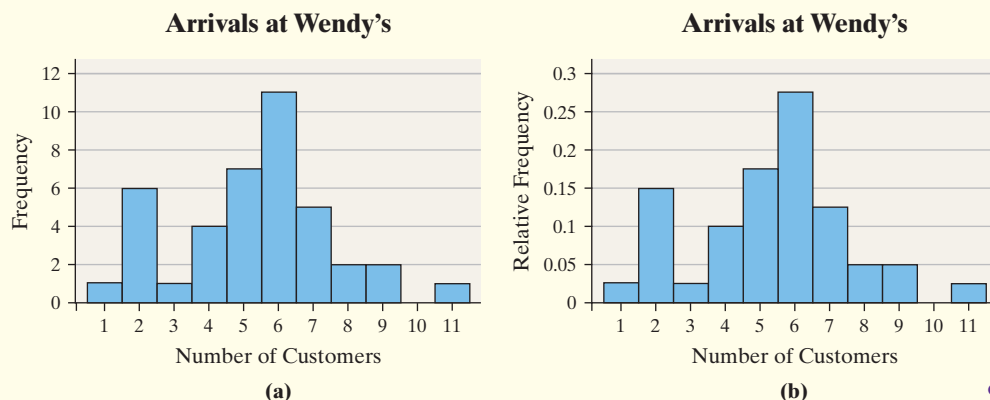 Arrivals at Wendy's
12
10
8
6
4
2
0
Frequency
1 2 3 4 5 6 7 8 9 10 11
Number of Customers
(a)
Arrivals at Wendy's
0.3
0.25
0.2
0.15
0.1
0.05
0
Relative Frequency
1 2 3 4 5 6 7 8 9 10 11
Number of Customers
(b)